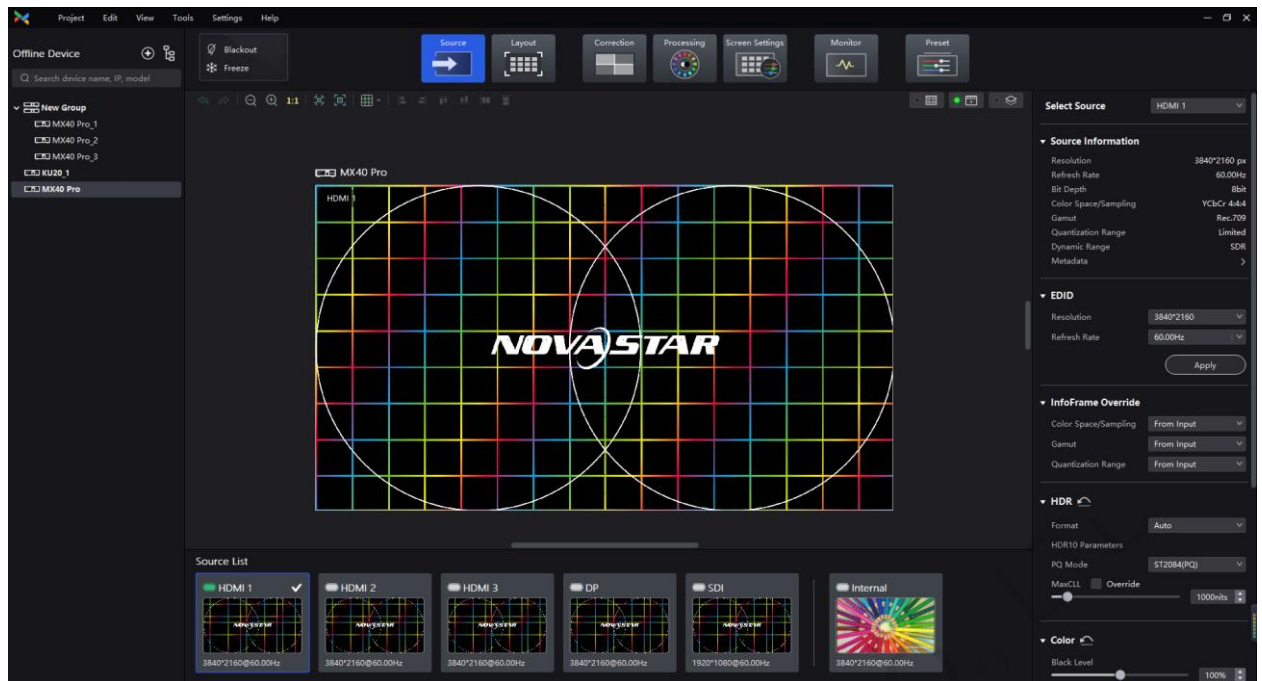 Project Edit View Tools Settings Help
Offline Device
Search device name, IP, model
New Group
MX40 Pro_1
MX40 Pro_2
MX40 Pro_3
KU20_1
MX40 Pro
Blackout
Freeze
Source Layout Correction Processing Screen Settings Monitor Preset
1:1
MX40 Pro
HDMI 1
NOVASTAR
Source List
HDMI 1
NOVASTAR
3840*2160@60.00Hz
HDMI 2
NOVASTAR
3840*2160@60.00Hz
HDMI 3
NOVASTAR
3840*2160@60.00Hz
DP
NOVASTAR
3840*2160@60.00Hz
SDI
NOVASTAR
1920*1080@60.00Hz
Internal
3840*2160@60.00Hz
Select Source HDMI 1
Source Information
Resolution 3840*2160 px
Refresh Rate 60.00Hz
Bit Depth 8bit
Color Space/Sampling YCbCr 4:4:4
Gamut Rec.709
Quantization Range Limited
Dynamic Range SDR
Metadata
EDID
Resolution 3840*2160
Refresh Rate 60.00Hz
Apply
InfoFrame Override
Color Space/Sampling From Input
Gamut From Input
Quantization Range From Input
HDR
Format Auto
HDR10 Parameters
PQ Mode ST2084(PQ)
MaxCLL Override
1000nits
Color
Black Level
100%